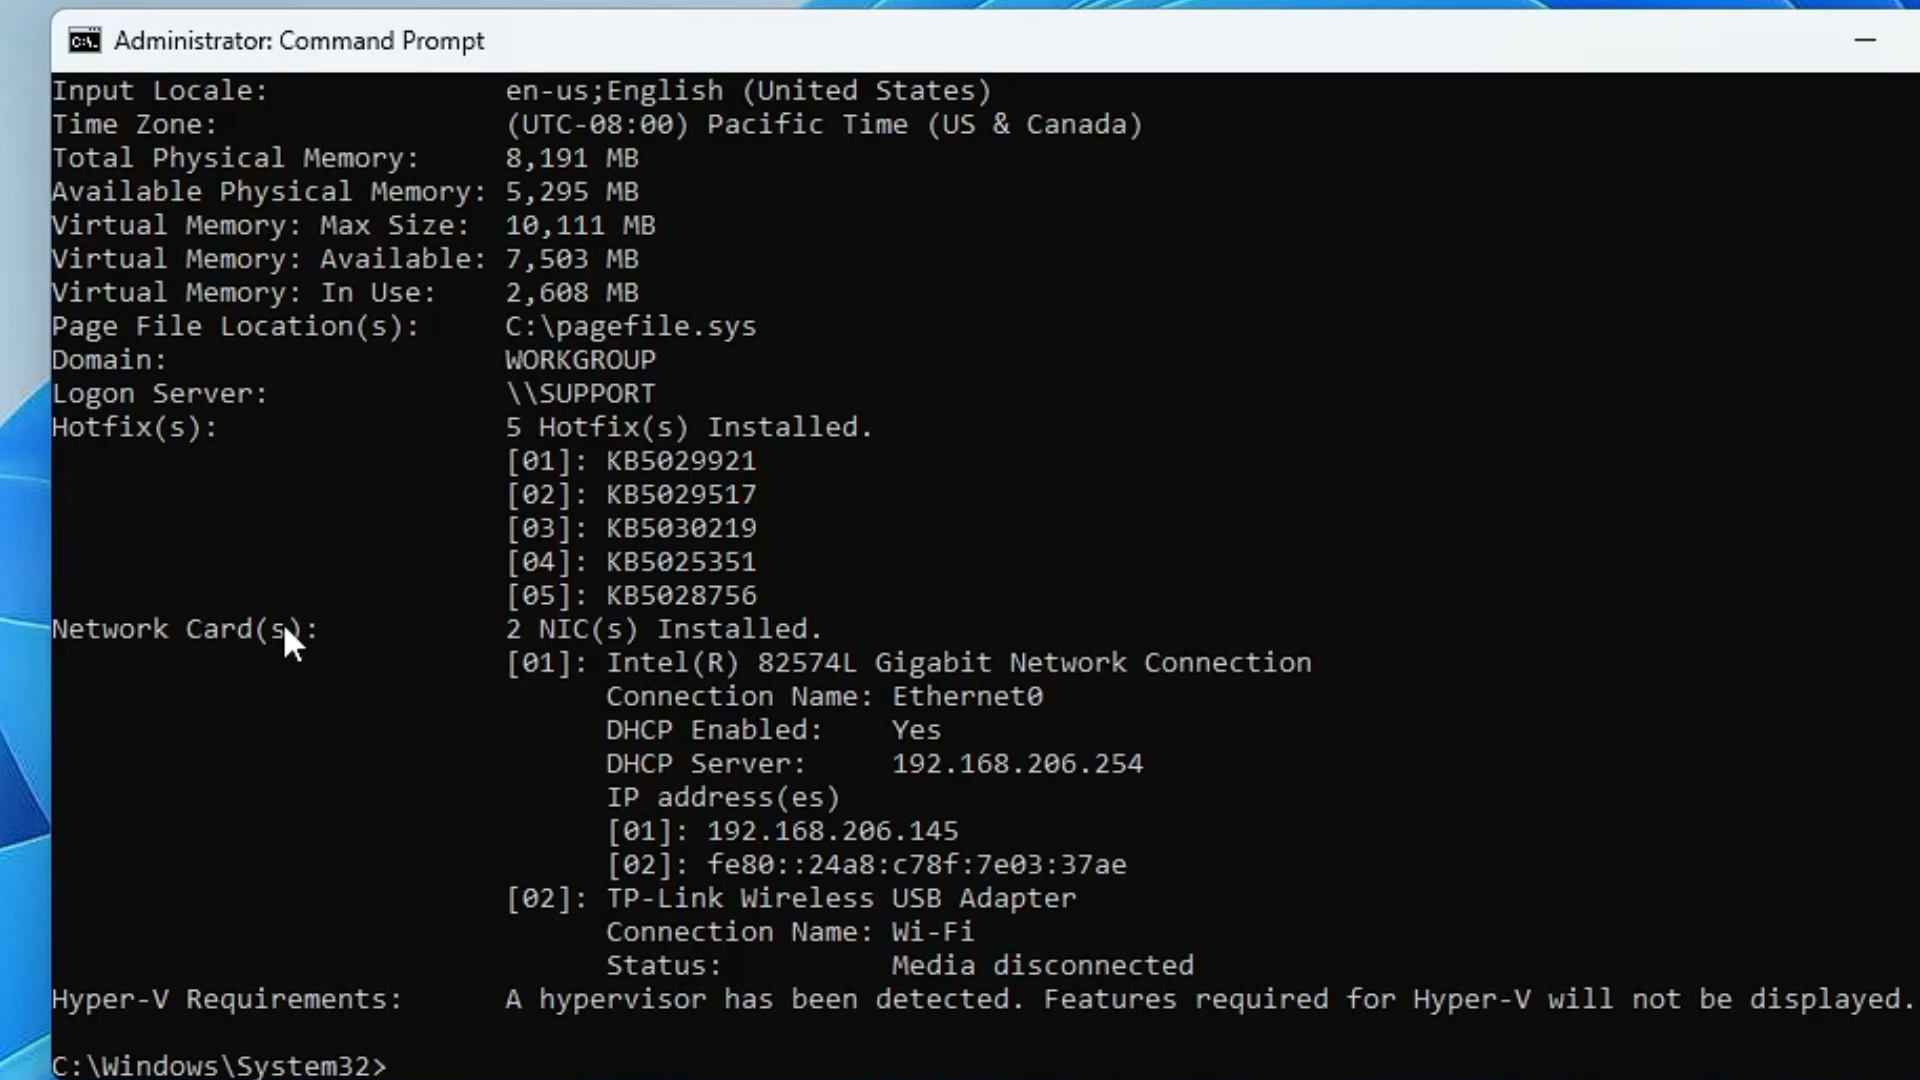 Administrator: Command Prompt
Input Locale: en-us;English (United States)
Time Zone: (UTC-08:00) Pacific Time (US & Canada)
Total Physical Memory: 8,191 MB
Available Physical Memory: 5,295 MB
Virtual Memory: Max Size: 10,111 MB
Virtual Memory: Available: 7,503 MB
Virtual Memory: In Use: 2,608 MB
Page File Location(s): C:\pagefile.sys
Domain: WORKGROUP
Logon Server: \\SUPPORT
Hotfix(s): 5 Hotfix(s) Installed.
[01]: KB5029921
[02]: KB5029517
[03]: KB5030219
[04]: KB5025351
[05]: KB5028756
Network Card(s): 2 NIC(s) Installed.
[01]: Intel(R) 82574L Gigabit Network Connection
Connection Name: Ethernet0
DHCP Enabled: Yes
DHCP Server: 192.168.206.254
IP address(es)
[01]: 192.168.206.145
[02]: fe80::24a8:c78f:7e03:37ae
[02]: TP-Link Wireless USB Adapter
Connection Name: Wi-Fi
Status: Media disconnected
Hyper-V Requirements: A hypervisor has been detected. Features required for Hyper-V will not be displayed.
C:\Windows\System32>